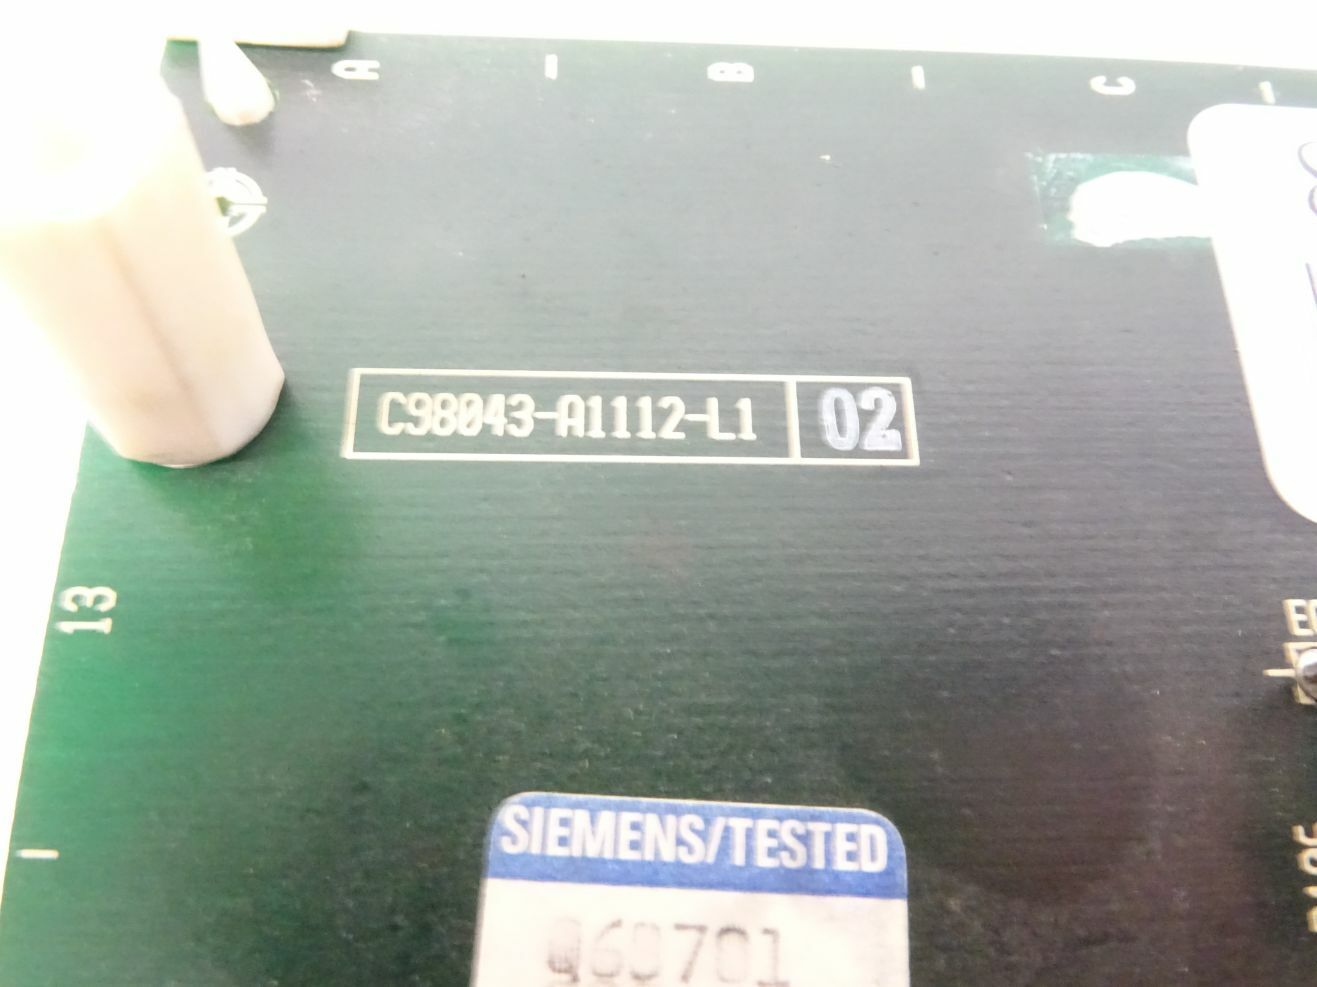 A B C
C98043-A1112-L1 02
13
SIEMENS/TESTED
Q60701